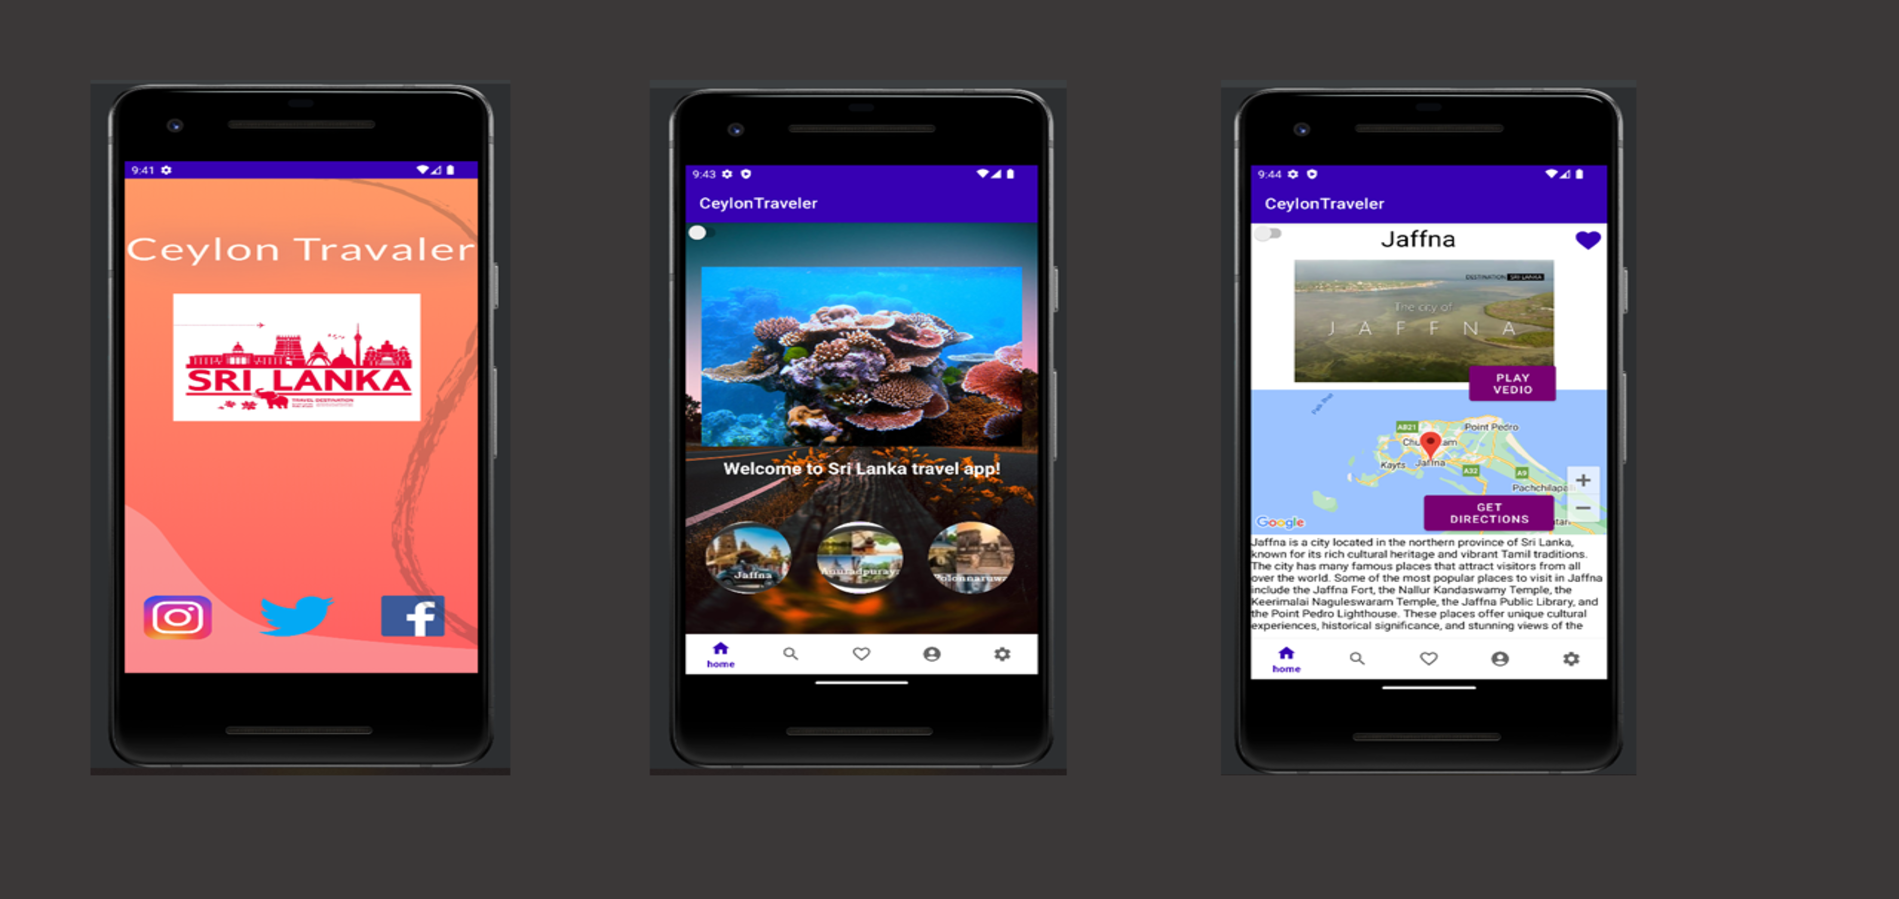 9:41
Ceylon Travaler
SRI LANKA
TRAVEL DESTINATION
9:43
CeylonTraveler
Welcome to Sri Lanka travel app!
Jaffna
home
9:44
CeylonTraveler
Jaffna
DESTINATION SRI LANKA
The city of
JAFFNA
PLAY
VEDIO
AB21
Point Pedro
Kayts
Jaffna
A32
A9
GET
DIRECTIONS
Google
Jaffna is a city located in the northern province of Sri Lanka,
known for its rich cultural heritage and vibrant Tamil traditions.
The city has many famous places that attract visitors from all
over the world. Some of the most popular places to visit in Jaffna
include the Jaffna Fort, the Nallur Kandaswamy Temple, the
Keerimalai Naguleswaram Temple, the Jaffna Public Library, and
the Point Pedro Lighthouse. These places offer unique cultural
experiences, historical significance, and stunning views of the
home